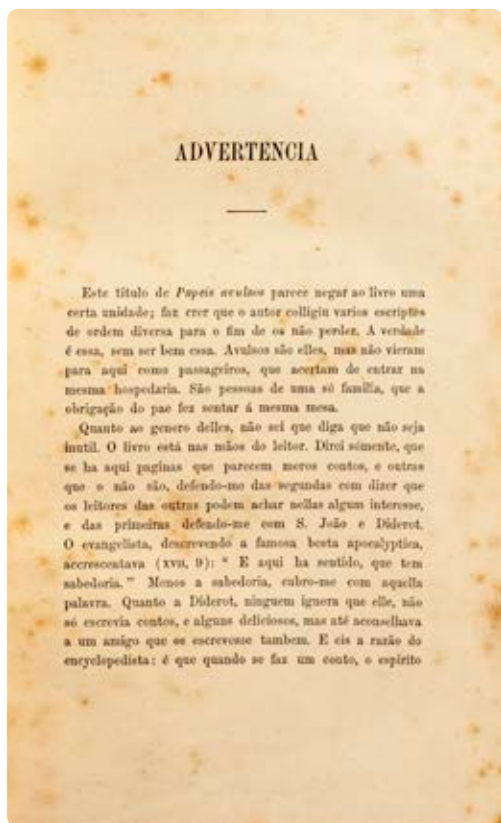 ADVERTENCIA
Este titulo de Papeis avulsos parece negar ao livro uma
certa unidade; faz crer que o autor colligiu varios escriptos
de ordem diversa para o fim de os não perder. A verdade
é essa, sem ser bem essa. Avulsos são elles, mas não vieram
para aqui como passageiros, que acertam de entrar na
mesma hospedaria. São pessoas de uma só familia, que a
obrigação do pae fez sentar á mesma mesa.
Quanto ao genero delles, não sei que diga que não seja
inutil. O livro está nas mãos do leitor. Direi sómente, que
se ha aqui paginas que parecem meros contos, e outras
que o não são, defendo-me das segundas com dizer que
os leitores das outras podem achar nellas algum interesse,
e das primeiras defendo-me com S. João e Diderot.
O evangelista, descrevendo a famosa besta apocalyptica,
accrescentava (XVII, 9): “ E aqui ha sentido, que tem
sabedoria.” Menos a sabedoria, cubro-me com aquella
palavra. Quanto a Diderot, ninguem ignora que elle, não
só escrevia contos, e alguns deliciosos, mas até aconselhava
a um amigo que os escrevesse tambem. E eis a razão do
encyclopedista: é que quando se faz um conto, o espirito